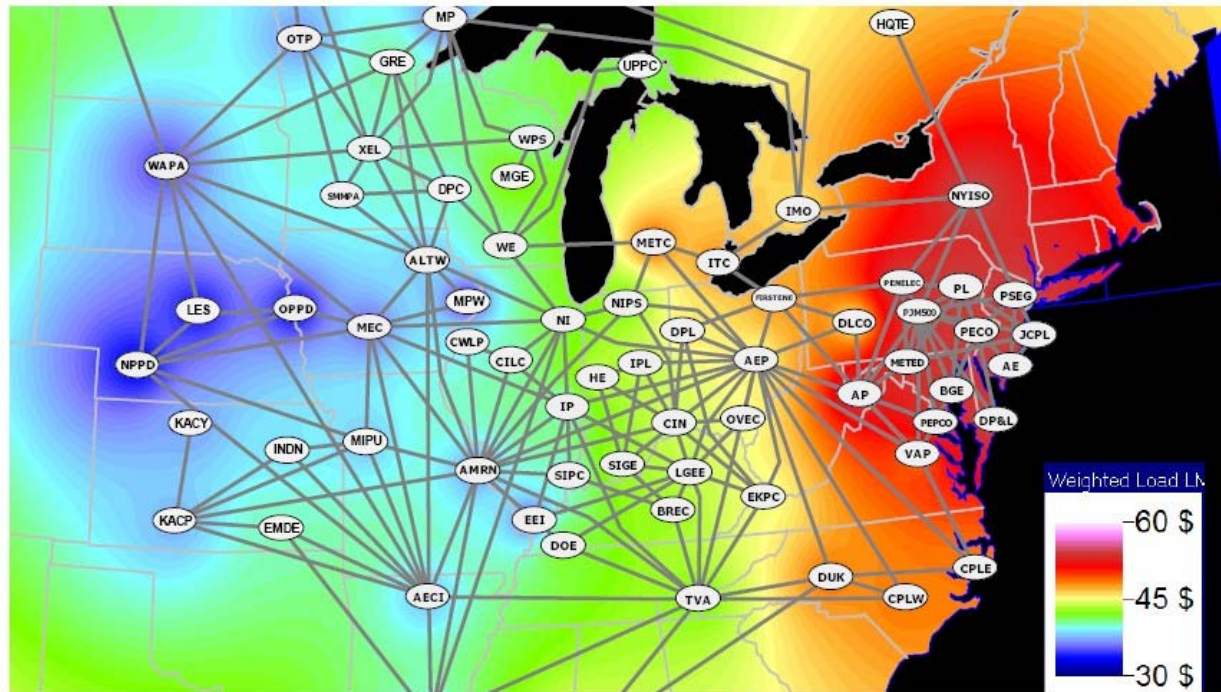 MP
HQTE
OTP
GRE
UPPC
WPS
XEL
WAPA
MGE
SMMPA
DPC
NYISO
IMO
METC
WE
ITC
ALTW
PENELEC
PL
PSEG
FIRSTENE
MPW
NIPS
LES
OPPD
PJM500
NI
MEC
DPL
DLCO
PECO
JCPL
CWLP
CILC
HE
IPL
AEP
METED
AE
NPPD
BGE
AP
IP
KACY
CIN
OVEC
PEPCO
DP&L
MIPU
INDN
VAP
AMRN
SIPC
SIGE
LGEE
EKPC
KACP
EEI
BREC
EMDE
DOE
CPLE
DUK
AECI
TVA
CPLW
Weighted Load LM
60 $
45 $
30 $